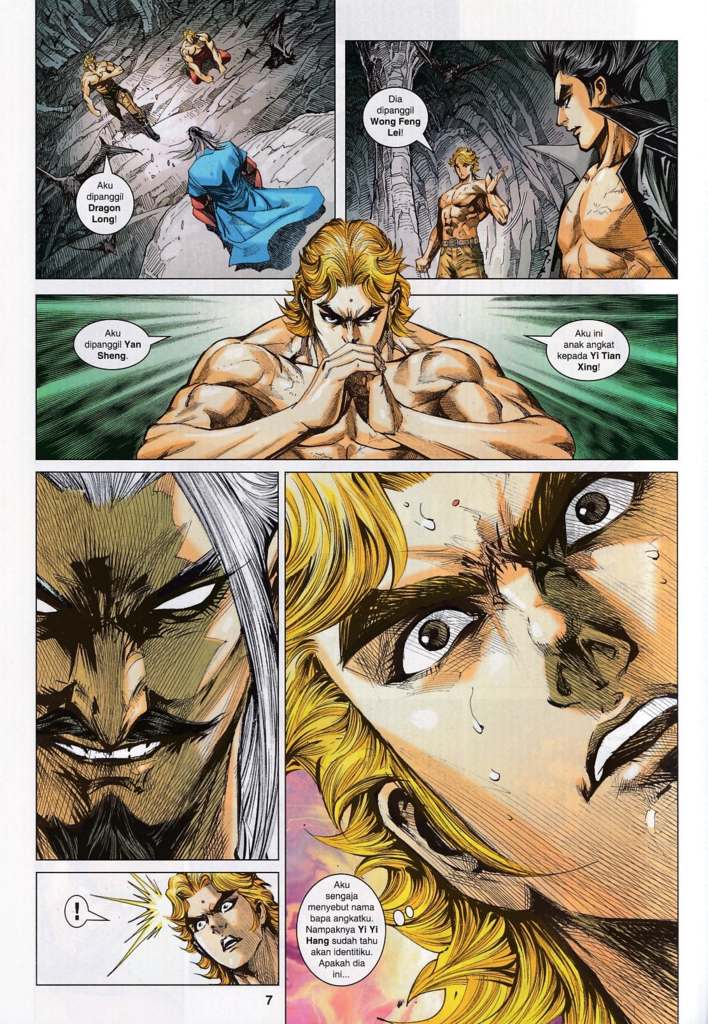 Aku
dipanggil
Dragon
Long!
Dia
dipanggil
Wong Feng
Lei!
Aku
dipanggil Yan
Sheng.
Aku ini
anak angkat
kepada Yi Tian
Xing!
!
Aku
sengaja
menyebut nama
bapa angkatku.
Nampaknya Yi Yi
Hang sudah tahu
akan identitiku.
Apakah dia
ini...
7